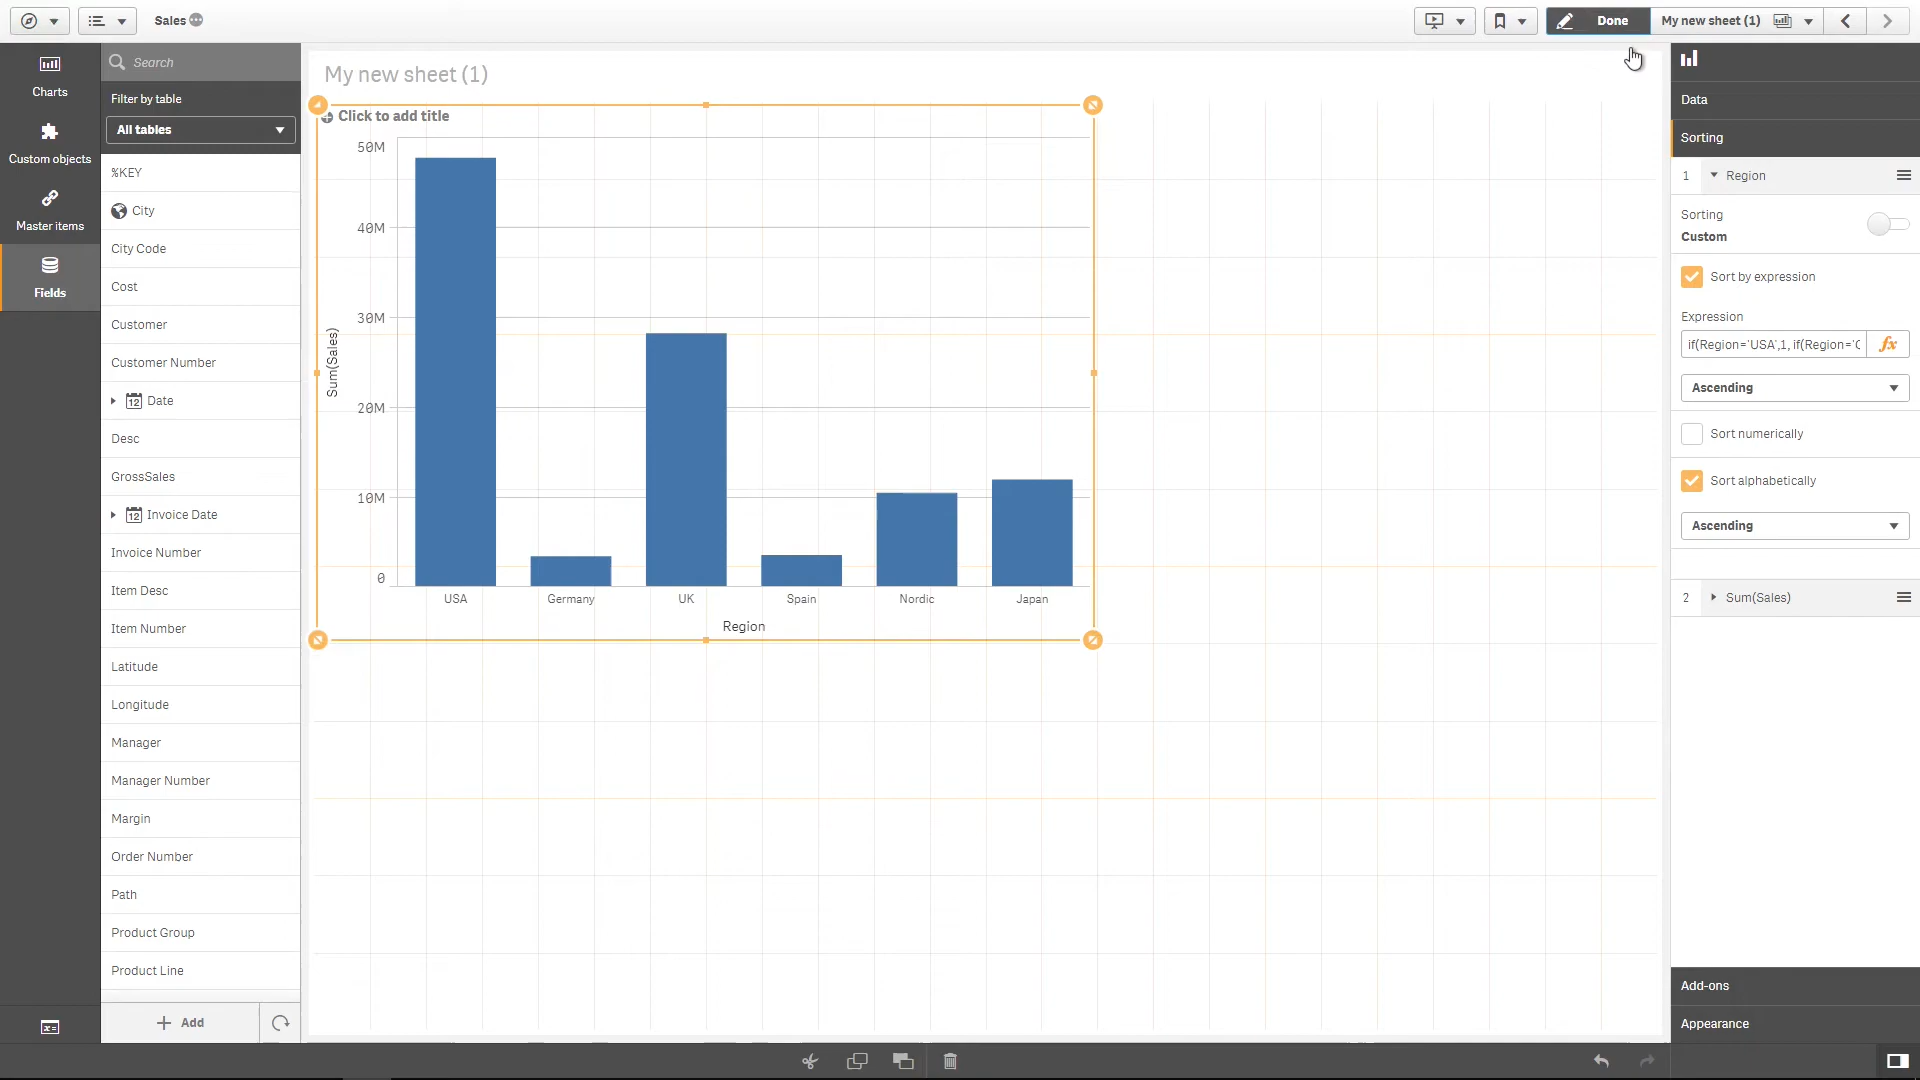 Sales
Done
My new sheet (1)
Charts
Custom objects
Master items
Fields
Search
Filter by table
All tables
%KEY
City
City Code
Cost
Customer
Customer Number
12 Date
Desc
GrossSales
12 Invoice Date
Invoice Number
Item Desc
Item Number
Latitude
Longitude
Manager
Manager Number
Margin
Order Number
Path
Product Group
Product Line
Add
My new sheet (1)
Click to add title
50M
40M
30M
20M
10M
0
Sum(Sales)
USA Germany UK Spain Nordic Japan
Region
Data
Sorting
1 Region
Sorting
Custom
Sort by expression
Expression
if(Region='USA',1, if(Region='
fx
Ascending
Sort numerically
Sort alphabetically
Ascending
2 Sum(Sales)
Add-ons
Appearance